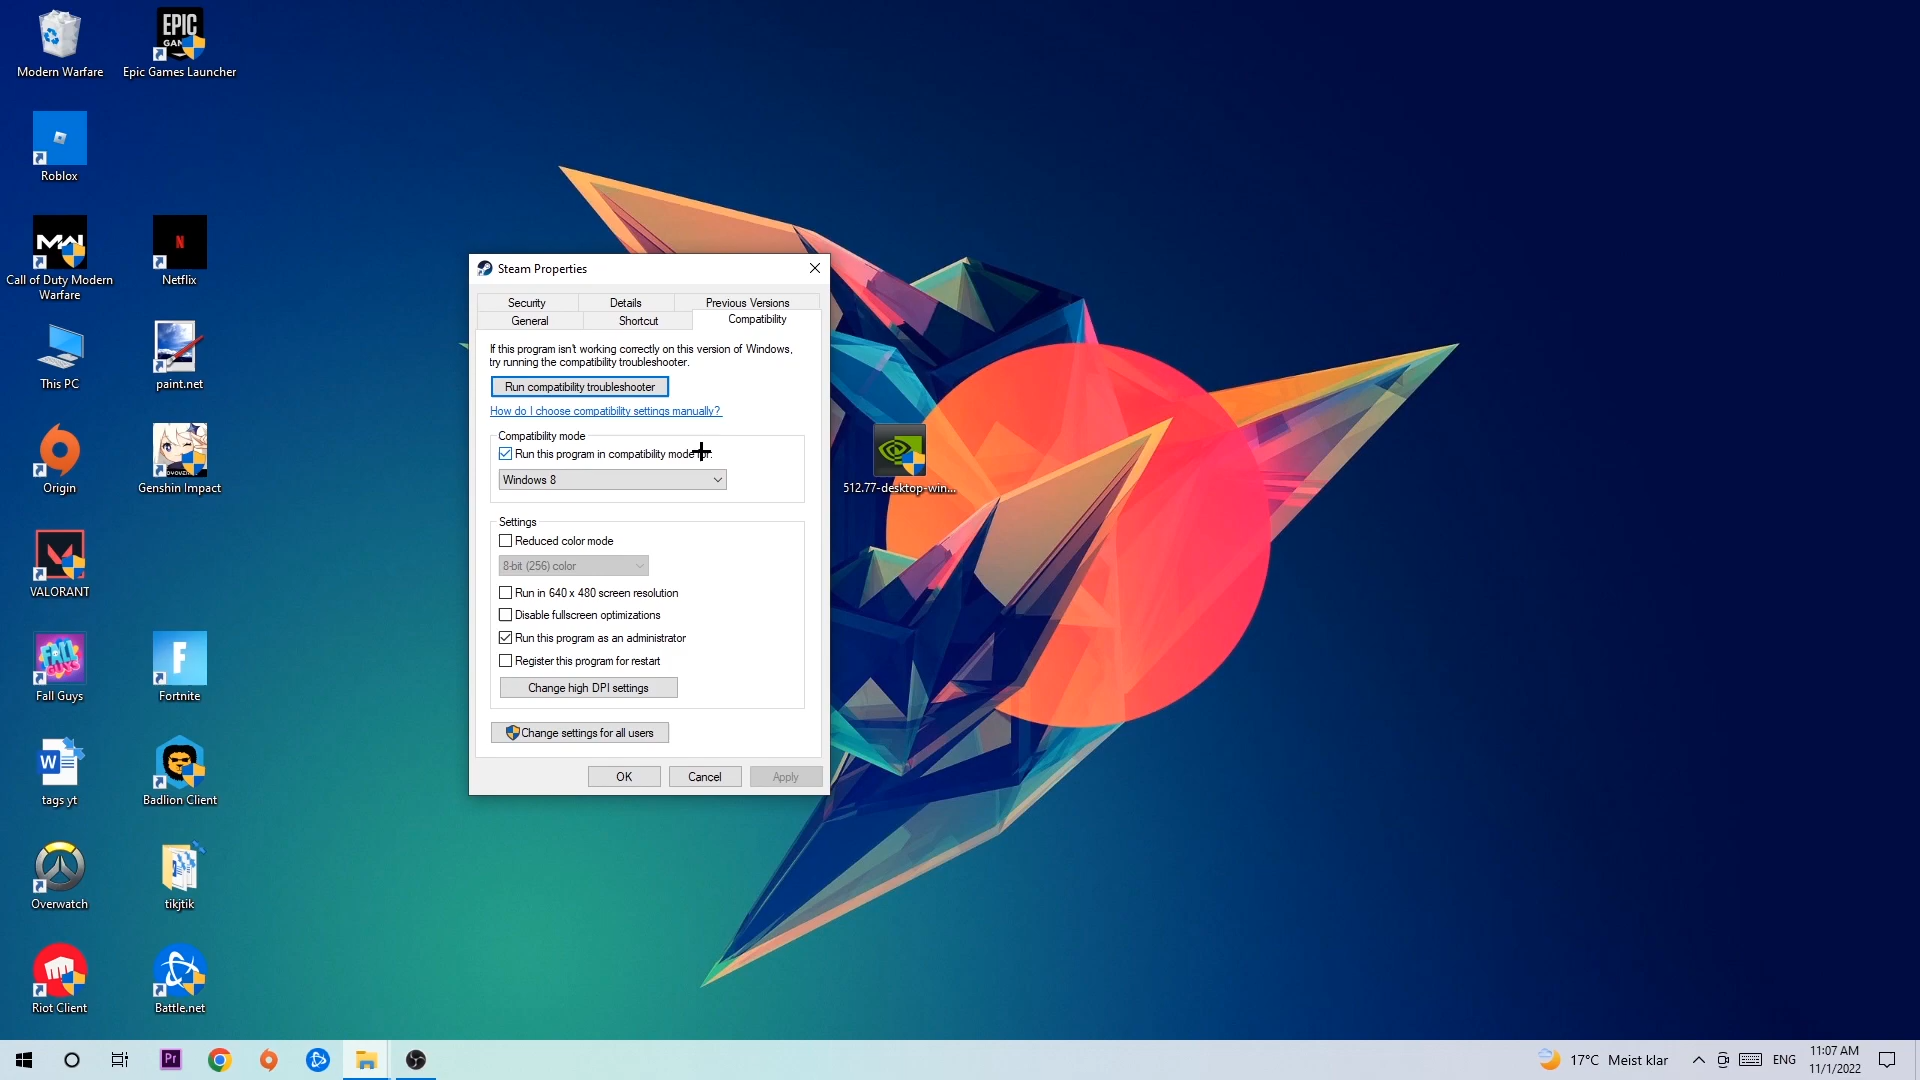 Modern Warfare
EPIC
GAMES
Epic Games Launcher
Roblox
MW
Call of Duty Modern
Warfare
N
Netflix
This PC
paint.net
Origin
Genshin Impact
VALORANT
FALL
GUYS
Fall Guys
F
Fortnite
W
tags yt
Badlion Client
Overwatch
tikjtik
Riot Client
Battle.net
512.77-desktop-win...
Steam Properties
Security
Details
Previous Versions
General
Shortcut
Compatibility
If this program isn't working correctly on this version of Windows,
try running the compatibility troubleshooter.
Run compatibility troubleshooter
How do I choose compatibility settings manually?
Compatibility mode
Run this program in compatibility mode for:
Windows 8
Settings
Reduced color mode
8-bit (256) color
Run in 640 x 480 screen resolution
Disable fullscreen optimizations
Run this program as an administrator
Register this program for restart
Change high DPI settings
Change settings for all users
OK
Cancel
Apply
Pr
17°C Meist klar
ENG
11:07 AM
11/1/2022